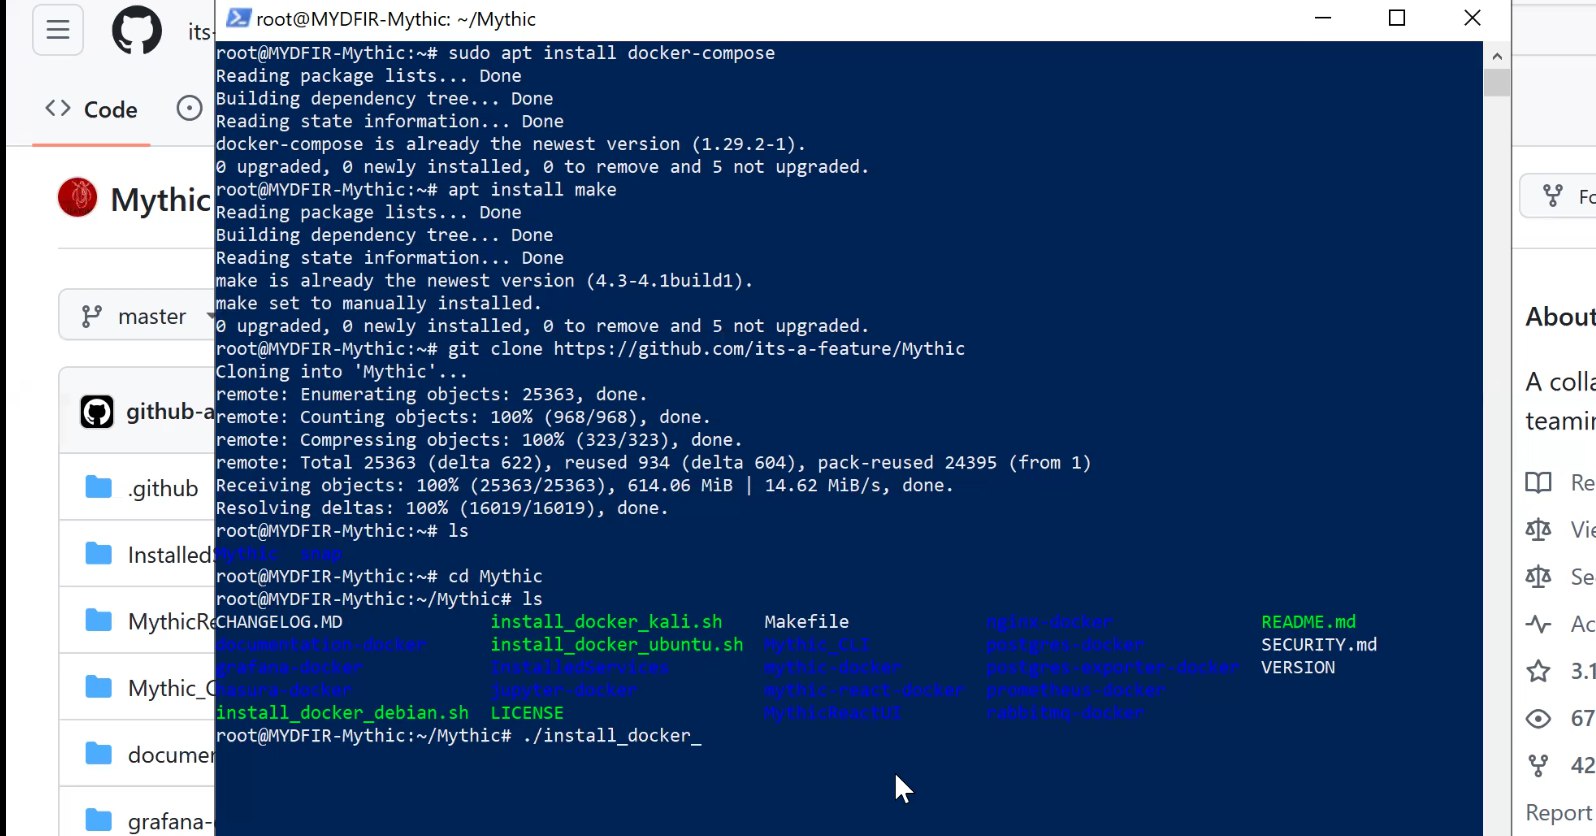 its-
Code
Mythic
master
github-a
.github
InstalledS
MythicRe
Mythic_C
documen
grafana-
root@MYDFIR-Mythic: ~/Mythic
root@MYDFIR-Mythic:~# sudo apt install docker-compose
Reading package lists... Done
Building dependency tree... Done
Reading state information... Done
docker-compose is already the newest version (1.29.2-1).
0 upgraded, 0 newly installed, 0 to remove and 5 not upgraded.
root@MYDFIR-Mythic:~# apt install make
Reading package lists... Done
Building dependency tree... Done
Reading state information... Done
make is already the newest version (4.3-4.1build1).
make set to manually installed.
0 upgraded, 0 newly installed, 0 to remove and 5 not upgraded.
root@MYDFIR-Mythic:~# git clone https://github.com/its-a-feature/Mythic
Cloning into 'Mythic'...
remote: Enumerating objects: 25363, done.
remote: Counting objects: 100% (968/968), done.
remote: Compressing objects: 100% (323/323), done.
remote: Total 25363 (delta 622), reused 934 (delta 604), pack-reused 24395 (from 1)
Receiving objects: 100% (25363/25363), 614.06 MiB | 14.62 MiB/s, done.
Resolving deltas: 100% (16019/16019), done.
root@MYDFIR-Mythic:~# ls
Mythic snap
root@MYDFIR-Mythic:~# cd Mythic
root@MYDFIR-Mythic:~/Mythic# ls
CHANGELOG.MD install_docker_kali.sh Makefile nginx-docker README.md
documentation-docker install_docker_ubuntu.sh Mythic_CLI postgres-docker SECURITY.md
grafana-docker InstalledServices mythic-docker postgres-exporter-docker VERSION
hasura-docker jupyter-docker mythic-react-docker prometheus-docker
install_docker_debian.sh LICENSE MythicReactUI rabbitmq-docker
root@MYDFIR-Mythic:~/Mythic# ./install_docker_
Fo
About
A colla
teamin
Re
Vie
Se
Ac
3.1
67
42
Report